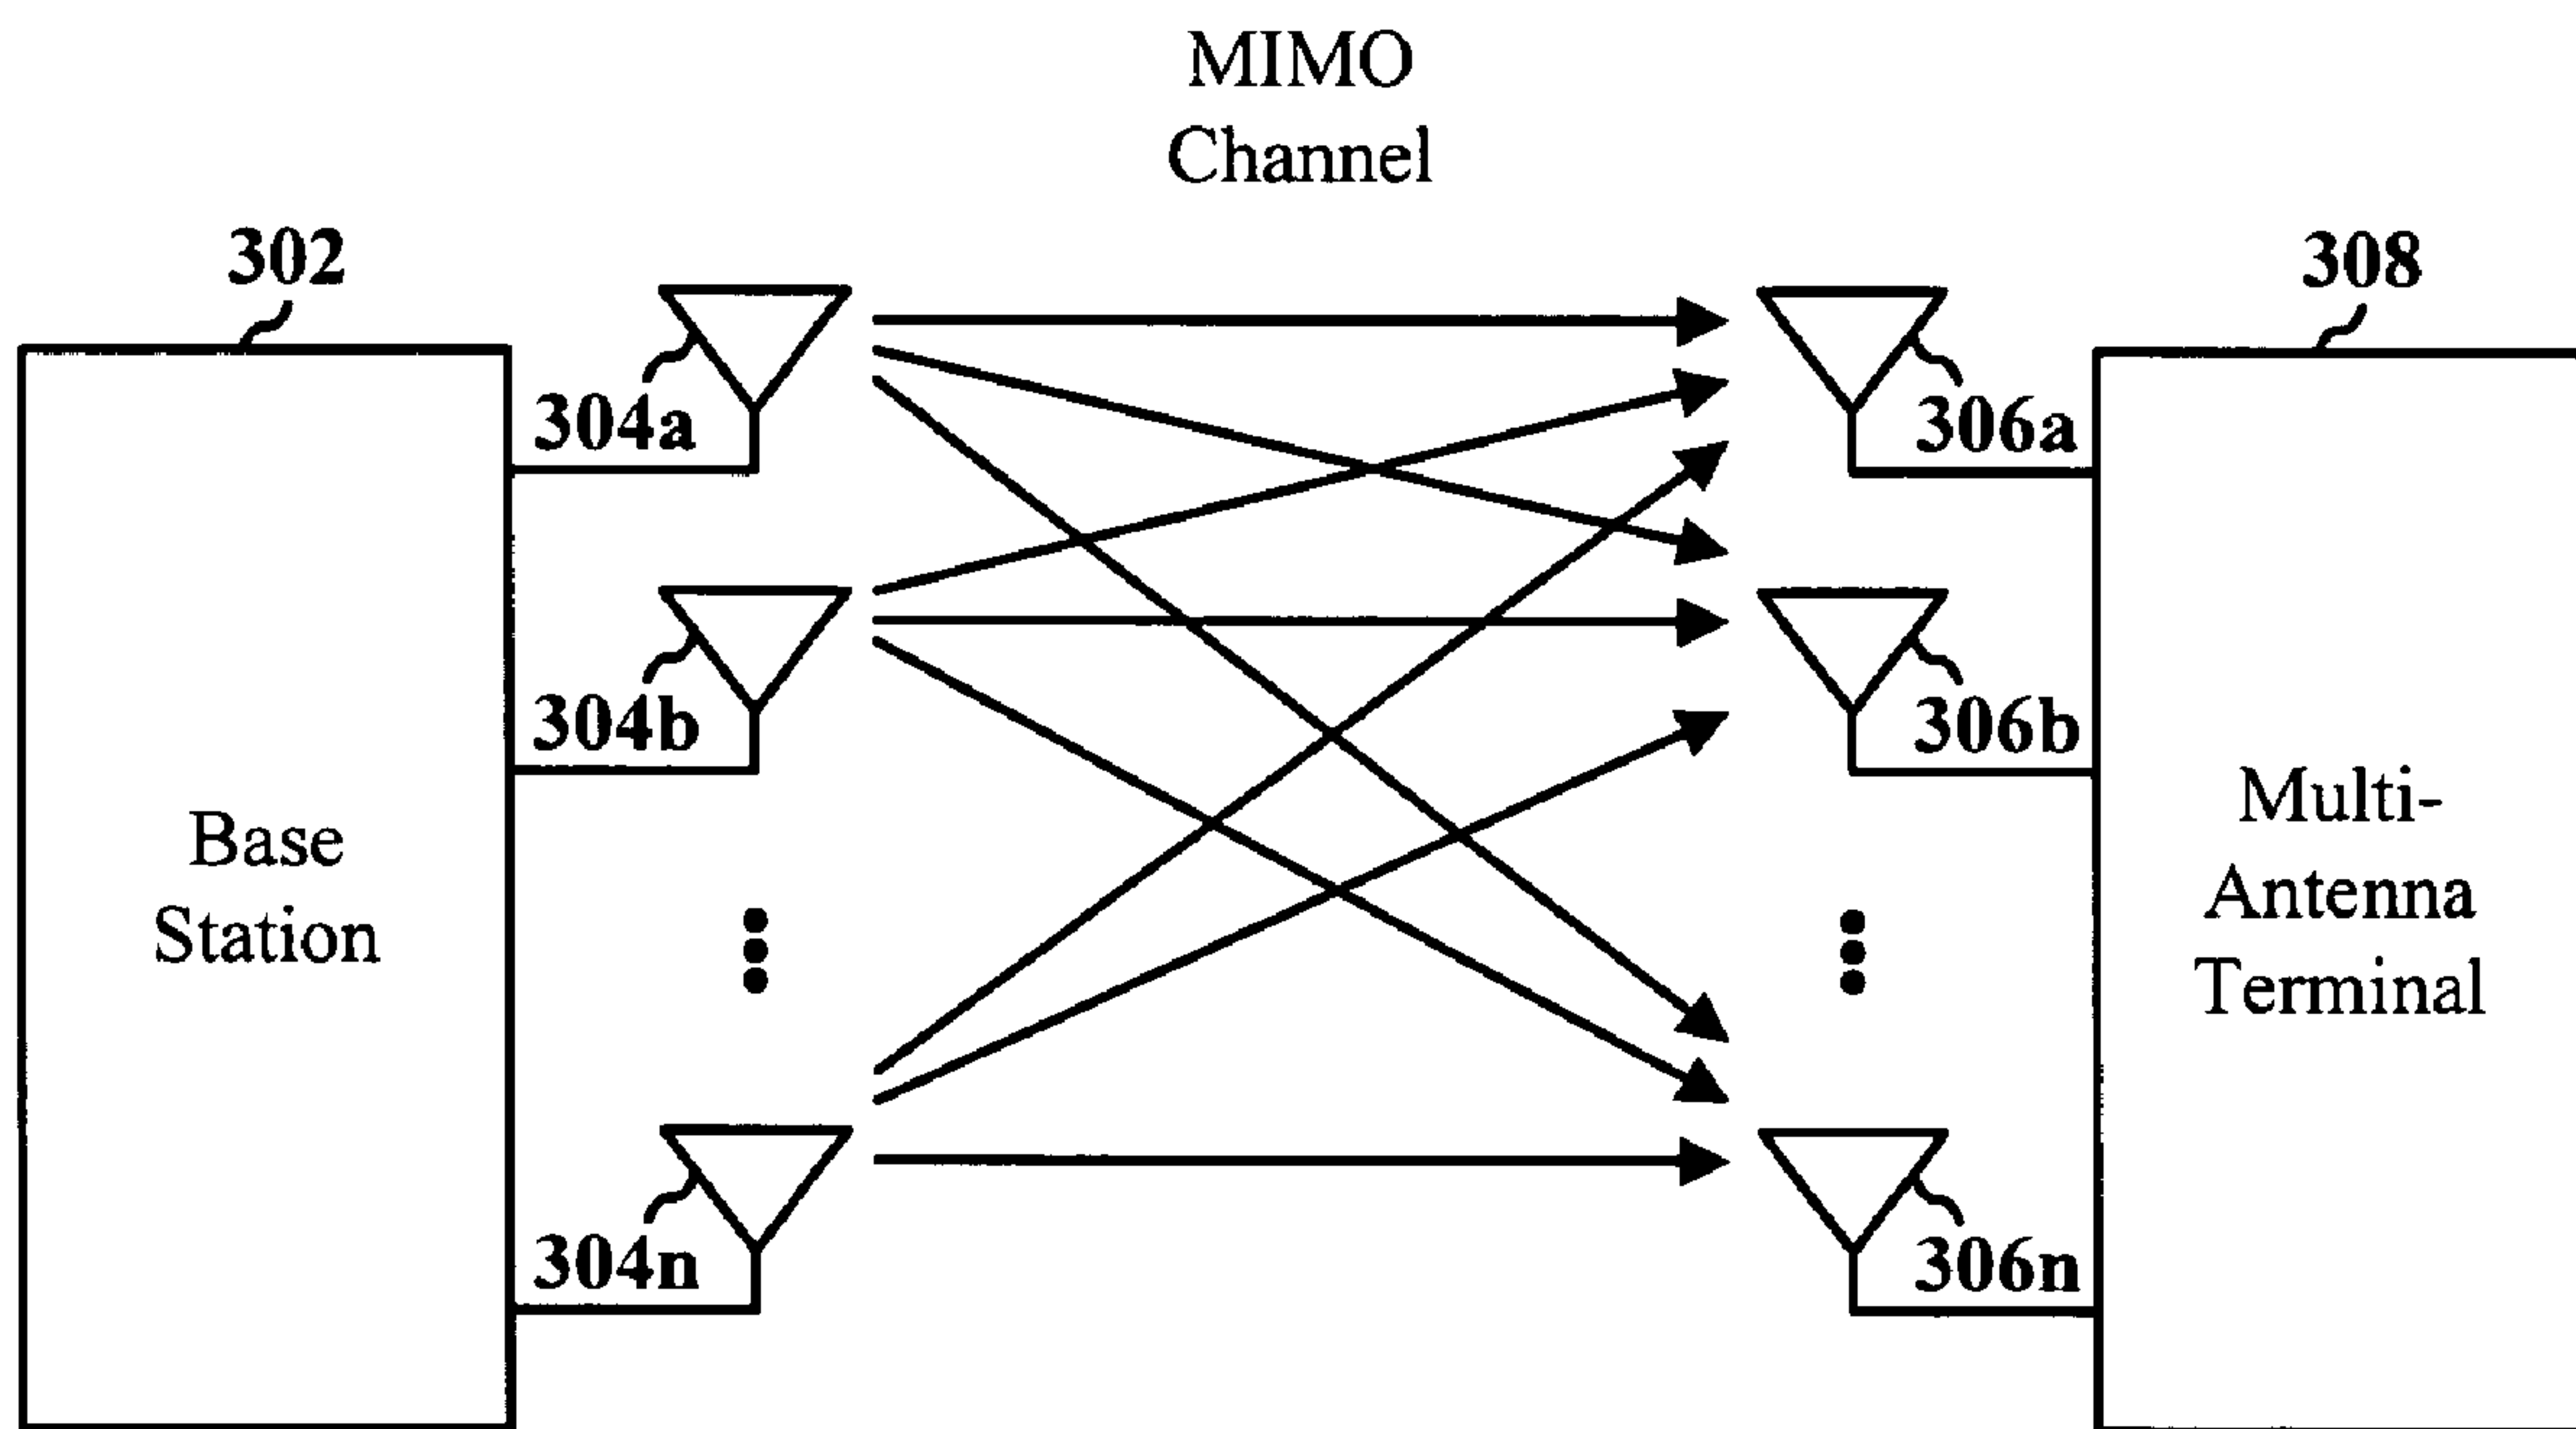 MIMO
Channel
302
308
304a
306a
304b
306b
Base
Station
Multi-
Antenna
Terminal
304n
306n